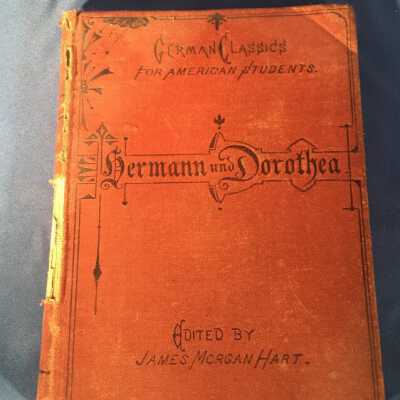 German Classics
for American Students.
Hermann und Dorothea
Edited by
James Morgan Hart.